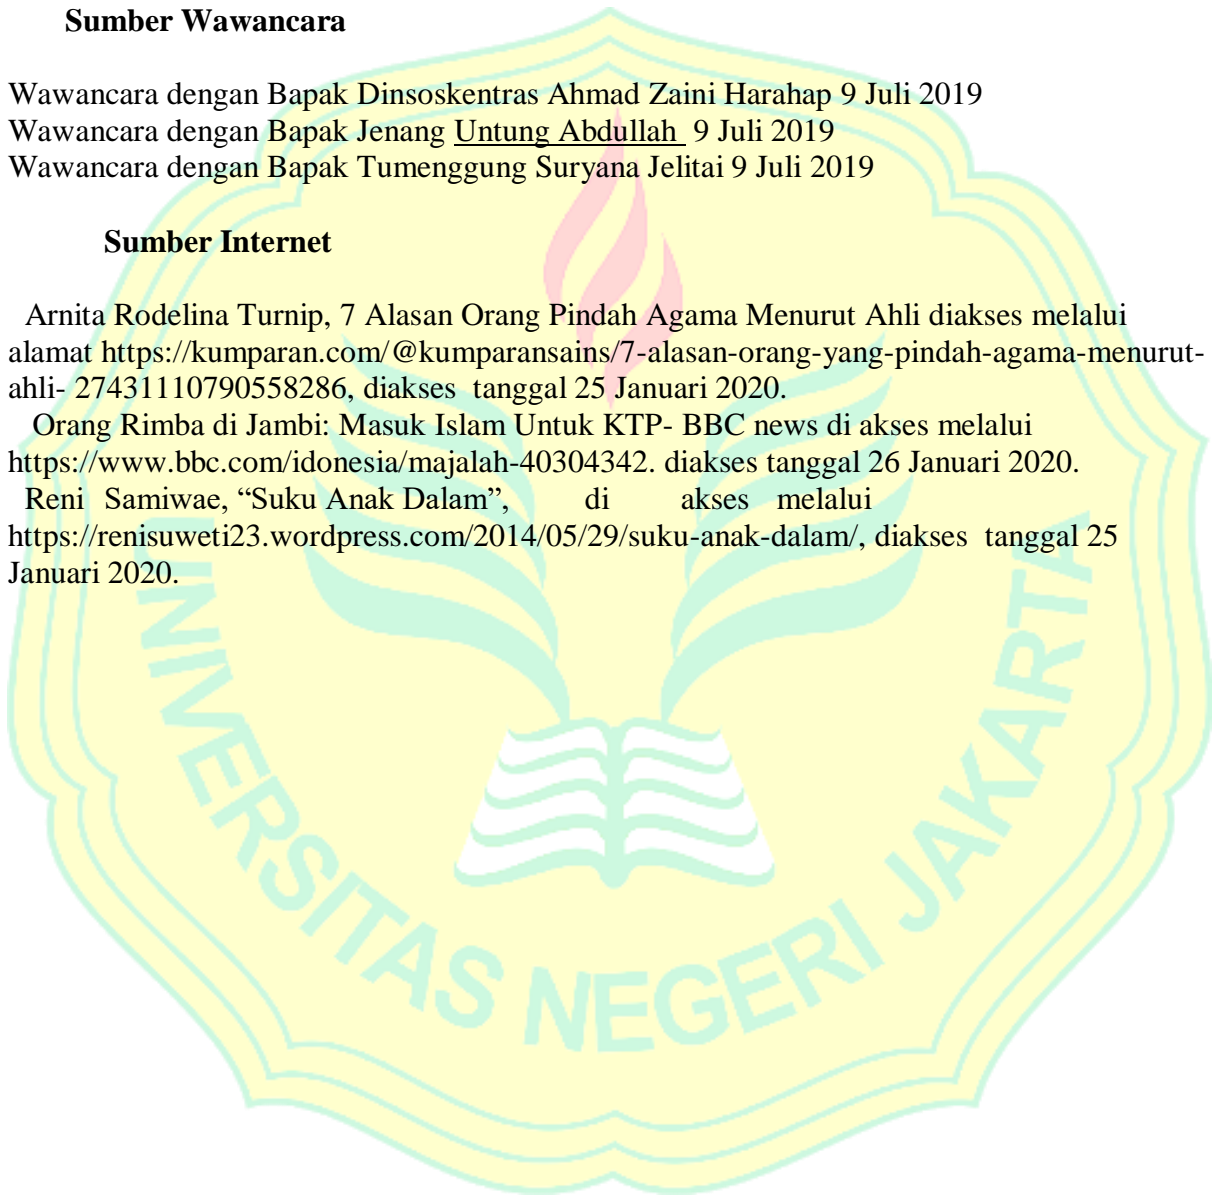 Sumber Wawancara
Wawancara dengan Bapak Dinsoskentras Ahmad Zaini Harahap 9 Juli 2019
Wawancara dengan Bapak Jenang Untung Abdullah 9 Juli 2019
Wawancara dengan Bapak Tumenggung Suryana Jelitai 9 Juli 2019
Sumber Internet
Arnita Rodelina Turnip, 7 Alasan Orang Pindah Agama Menurut Ahli diakses melalui
alamat https://kumparan.com/@kumparansains/7-alasan-orang-yang-pindah-agama-menurut-
ahli- 27431110790558286, diakses tanggal 25 Januari 2020.
Orang Rimba di Jambi: Masuk Islam Untuk KTP- BBC news di akses melalui
https://www.bbc.com/idonesia/majalah-40304342. diakses tanggal 26 Januari 2020.
Reni Samiwae, “Suku Anak Dalam”, di akses melalui
https://renisuweti23.wordpress.com/2014/05/29/suku-anak-dalam/, diakses tanggal 25
Januari 2020.
UNIVERSITAS NEGERI JAKARTA